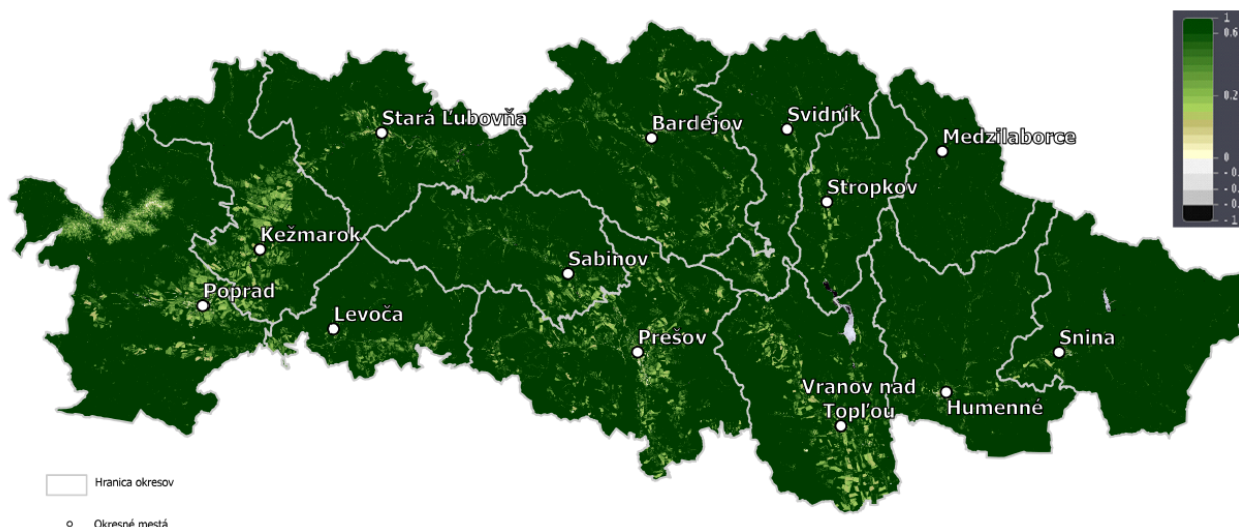 Stará Ľubovňa
Bardejov
Svidník
Medzilaborce
Stropkov
Kežmarok
Sabinov
Poprad
Levoča
Prešov
Snina
Vranov nad
Topľou
Humenné
Hranica okresov
Okresné mestá
1
0.6
0.2
0
- 1